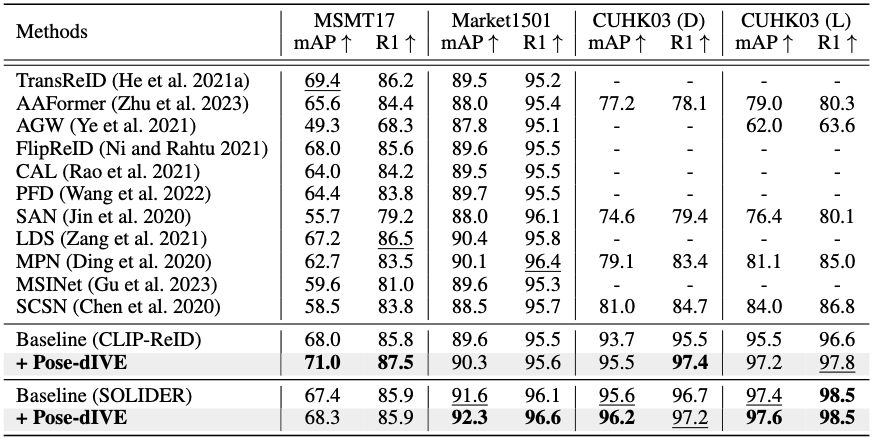 Methods MSMT17 Market1501 CUHK03 (D) CUHK03 (L)
mAP ↑ R1 ↑ mAP ↑ R1 ↑ mAP ↑ R1 ↑ mAP ↑ R1 ↑
TransReID (He et al. 2021a) 69.4 86.2 89.5 95.2 - - - -
AAFormer (Zhu et al. 2023) 65.6 84.4 88.0 95.4 77.2 78.1 79.0 80.3
AGW (Ye et al. 2021) 49.3 68.3 87.8 95.1 - - 62.0 63.6
FlipReID (Ni and Rahtu 2021) 68.0 85.6 89.6 95.5 - - - -
CAL (Rao et al. 2021) 64.0 84.2 89.5 95.5 - - - -
PFD (Wang et al. 2022) 64.4 83.8 89.7 95.5 - - - -
SAN (Jin et al. 2020) 55.7 79.2 88.0 96.1 74.6 79.4 76.4 80.1
LDS (Zang et al. 2021) 67.2 86.5 90.4 95.8 - - - -
MPN (Ding et al. 2020) 62.7 83.5 90.1 96.4 79.1 83.4 81.1 85.0
MSINet (Gu et al. 2023) 59.6 81.0 89.6 95.3 - - - -
SCSN (Chen et al. 2020) 58.5 83.8 88.5 95.7 81.0 84.7 84.0 86.8
Baseline (CLIP-ReID) 68.0 85.8 89.6 95.5 93.7 95.5 95.5 96.6
+ Pose-dIVE 71.0 87.5 90.3 95.6 95.5 97.4 97.2 97.8
Baseline (SOLIDER) 67.4 85.9 91.6 96.1 95.6 96.7 97.4 98.5
+ Pose-dIVE 68.3 85.9 92.3 96.6 96.2 97.2 97.6 98.5